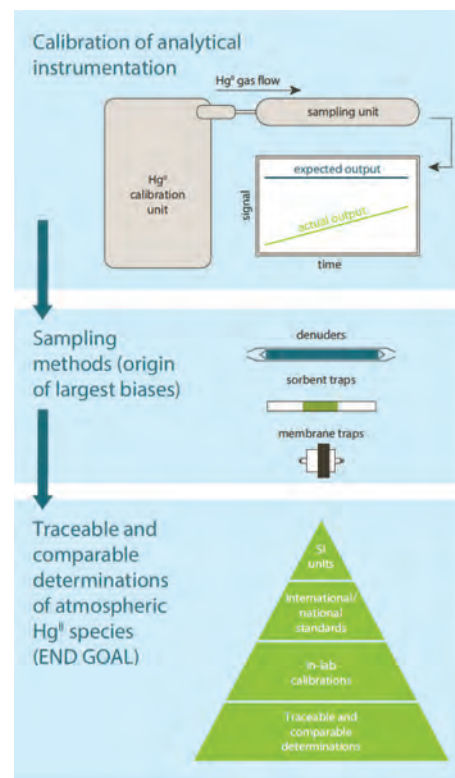 Calibration of analytical
instrumentation
Hgᴵᴵ gas flow
sampling unit
Hgᴵᴵ
calibration
unit
expected output
signal
actual output
time
Sampling
methods (origin
of largest biases)
denuders
sorbent traps
membrane traps
Traceable and
comparable
determinations
of atmospheric
Hgᴵᴵ species
(END GOAL)
SI
units
International/
national
standards
In-lab
calibrations
Traceable and
comparable
determinations